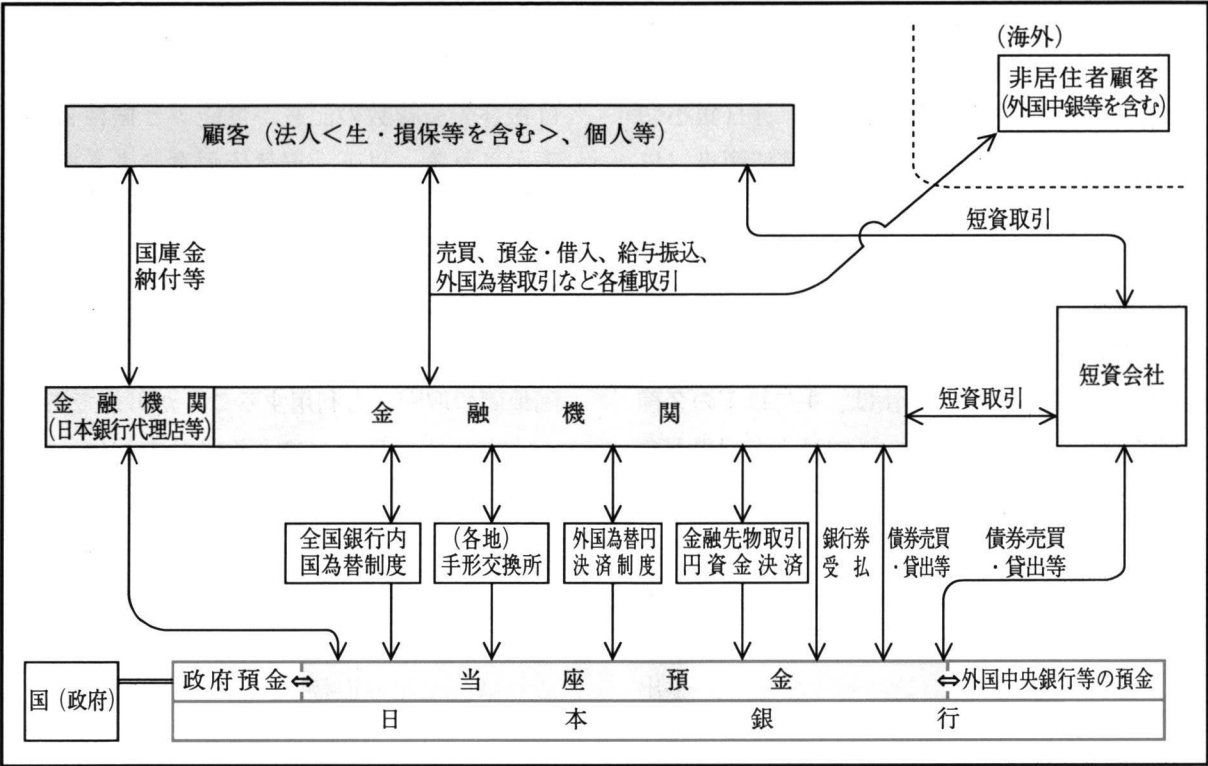 (海外)
非居住者顧客
(外国中銀等を含む)
顧客(法人<生・損保等を含む>、個人等)
短資取引
国庫金
納付等
売買、預金・借入、給与振込、
外国為替取引など各種取引
短資会社
金融機関
(日本銀行代理店等)
金融機関
短資取引
全国銀行内
国為替制度
(各地)
手形交換所
外国為替円
決済制度
金融先物取引
円資金決済
銀行券
受払
債券売買
・貸出等
債券売買
・貸出等
国(政府)
政府預金⇔
当座預金
⇔外国中央銀行等の預金
日本銀行